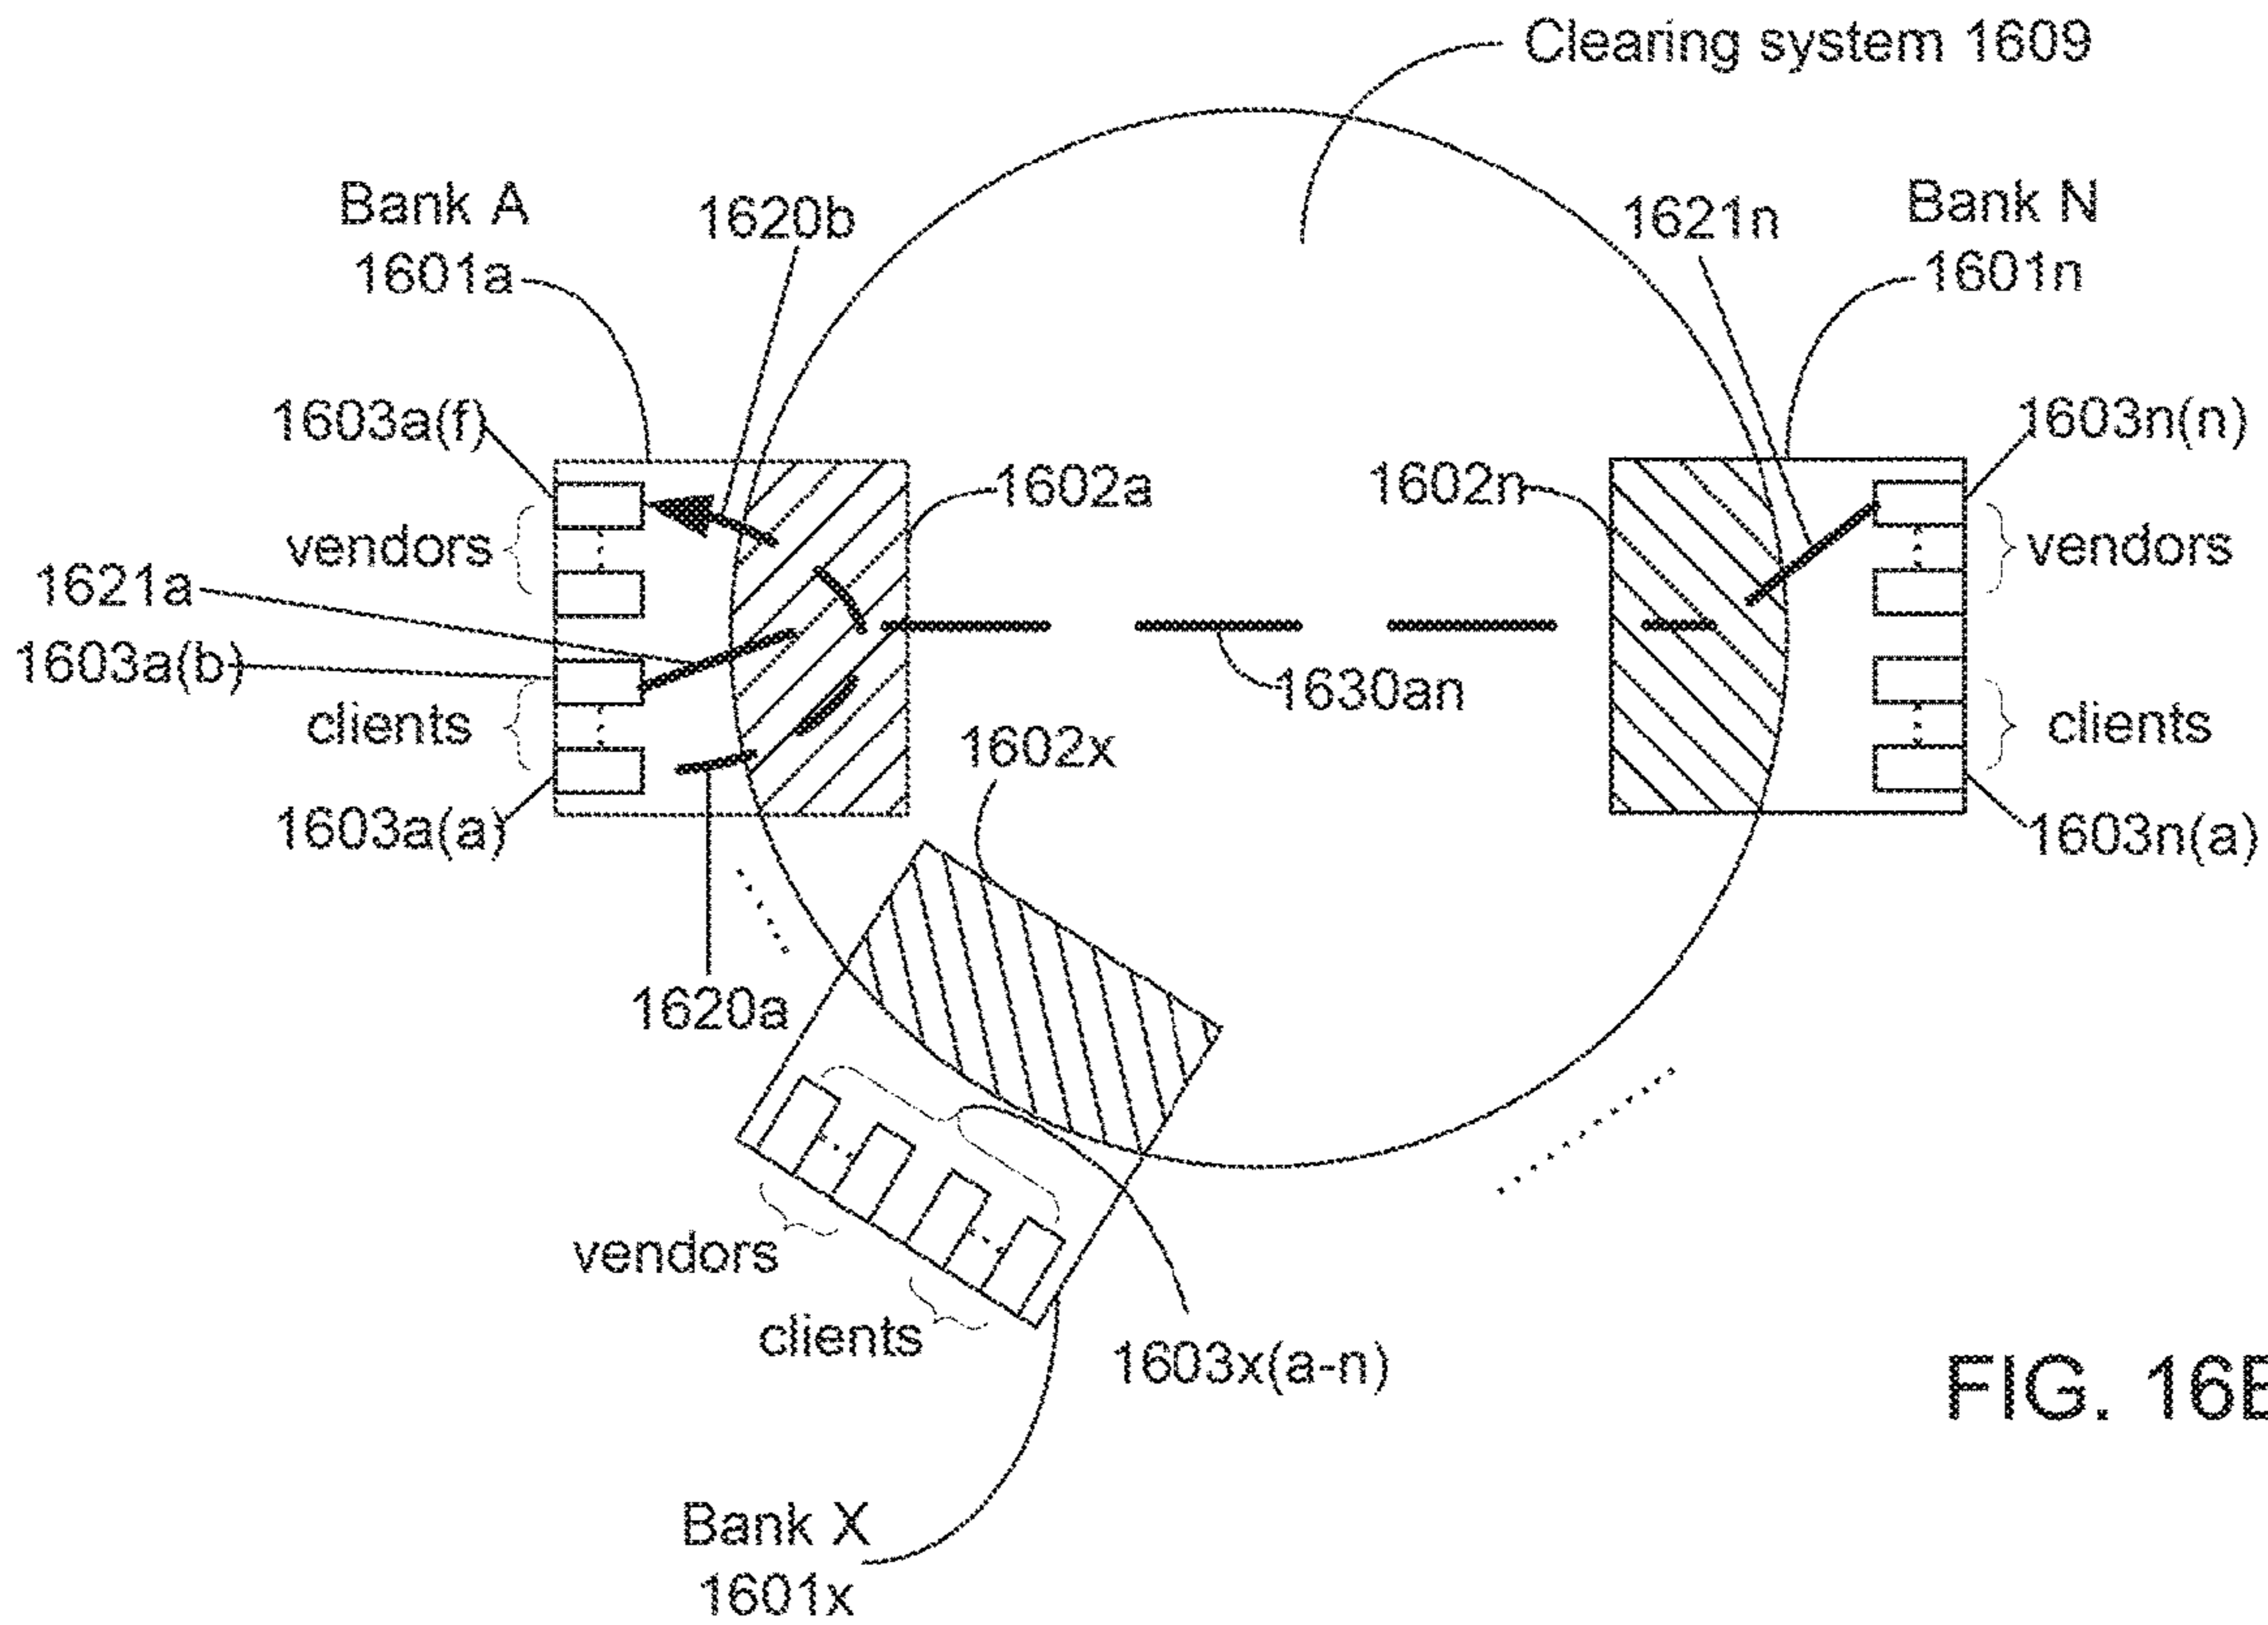 Clearing system 1609
Bank A
1601a
1620b
1621n
Bank N
1601n
1603a(f)
1602a
1602n
1603n(n)
vendors
vendors
1621a
1603a(b)
1630an
clients
clients
1602x
1603a(a)
1603n(a)
1620a
vendors
clients
1603x(a-n)
FIG. 16B
Bank X
1601x